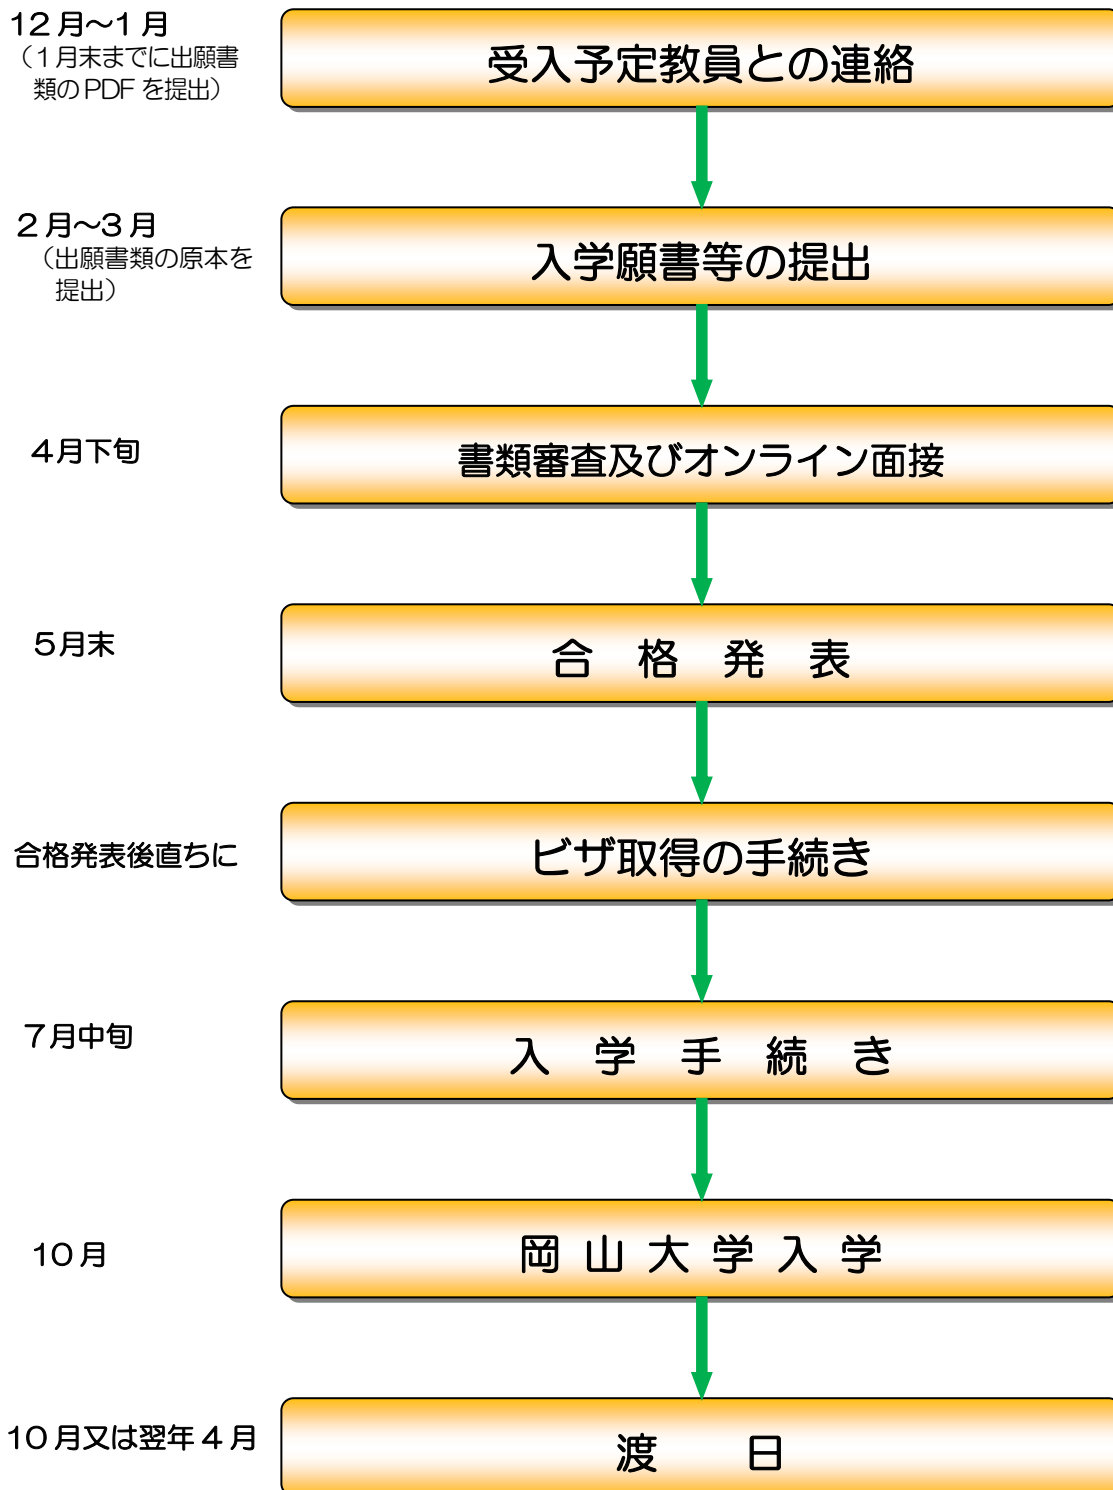 12月～1月
（1月末までに出願書
類のPDFを提出）
受入予定教員との連絡
2月～3月
（出願書類の原本を
提出）
入学願書等の提出
4月下旬
書類審査及びオンライン面接
5月末
合　格　発　表
合格発表後直ちに
ビザ取得の手続き
7月中旬
入　学　手　続　き
10月
岡 山 大 学 入 学
10月又は翌年4月
渡　　日